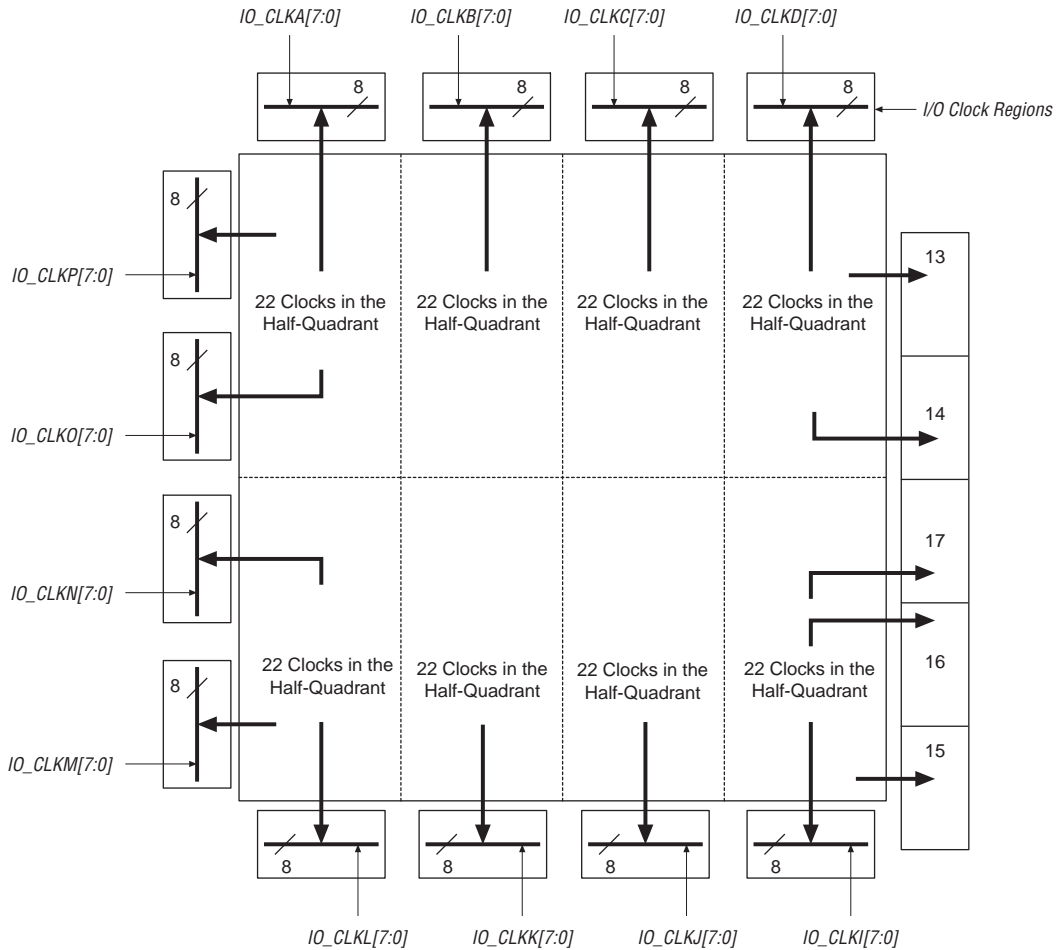 IO_CLKA[7:0] IO_CLKB[7:0] IO_CLKC[7:0] IO_CLKD[7:0]
8 8 8 8
I/O Clock Regions
8
IO_CLKP[7:0]
13
22 Clocks in the
Half-Quadrant
22 Clocks in the
Half-Quadrant
22 Clocks in the
Half-Quadrant
22 Clocks in the
Half-Quadrant
8
IO_CLKO[7:0]
14
8
IO_CLKN[7:0]
17
16
22 Clocks in the
Half-Quadrant
22 Clocks in the
Half-Quadrant
22 Clocks in the
Half-Quadrant
22 Clocks in the
Half-Quadrant
8
IO_CLKM[7:0]
15
8 8 8 8
IO_CLKL[7:0] IO_CLKK[7:0] IO_CLKJ[7:0] IO_CLKI[7:0]